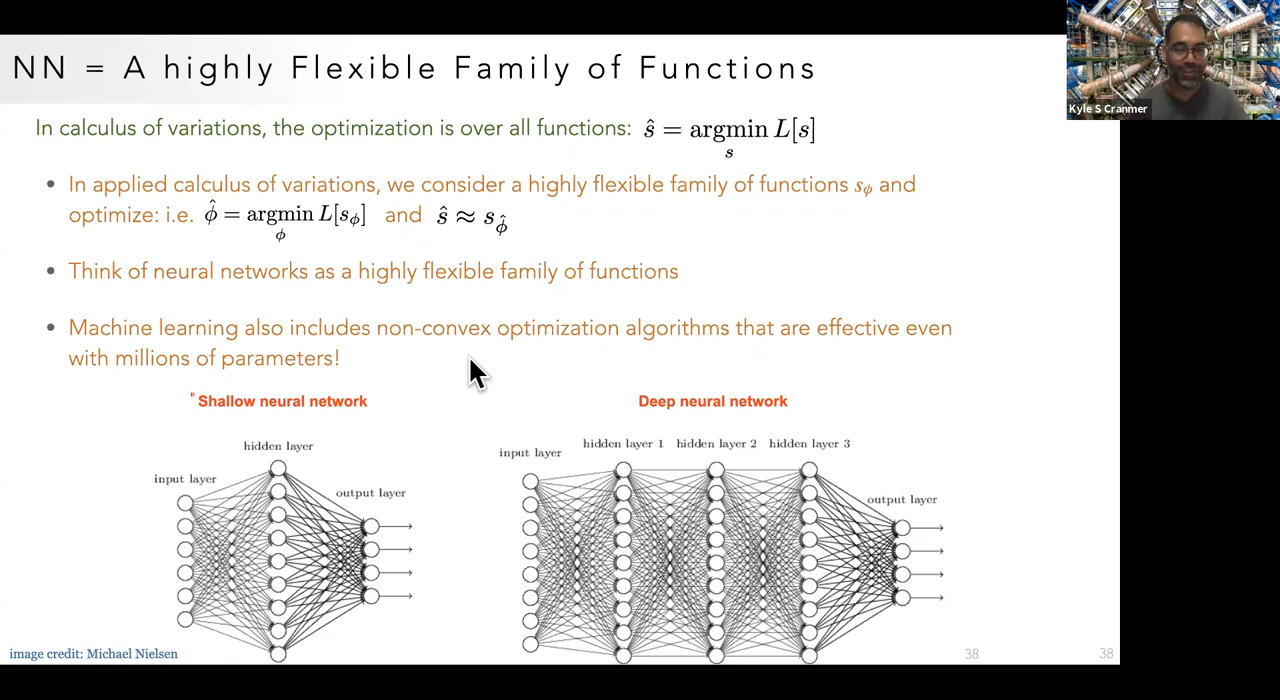 NN = A highly Flexible Family of Functions
Kyle S Cranmer
In calculus of variations, the optimization is over all functions: ŝ = argmin L[s]
s
• In applied calculus of variations, we consider a highly flexible family of functions sϕ and
optimize: i.e. ϕ̂ = argmin L[sϕ] and ŝ ≈ sϕ̂
ϕ
• Think of neural networks as a highly flexible family of functions
• Machine learning also includes non-convex optimization algorithms that are effective even
with millions of parameters!
" Shallow neural network
Deep neural network
hidden layer
input layer
output layer
hidden layer 1 hidden layer 2 hidden layer 3
input layer
output layer
image credit: Michael Nielsen
38
38